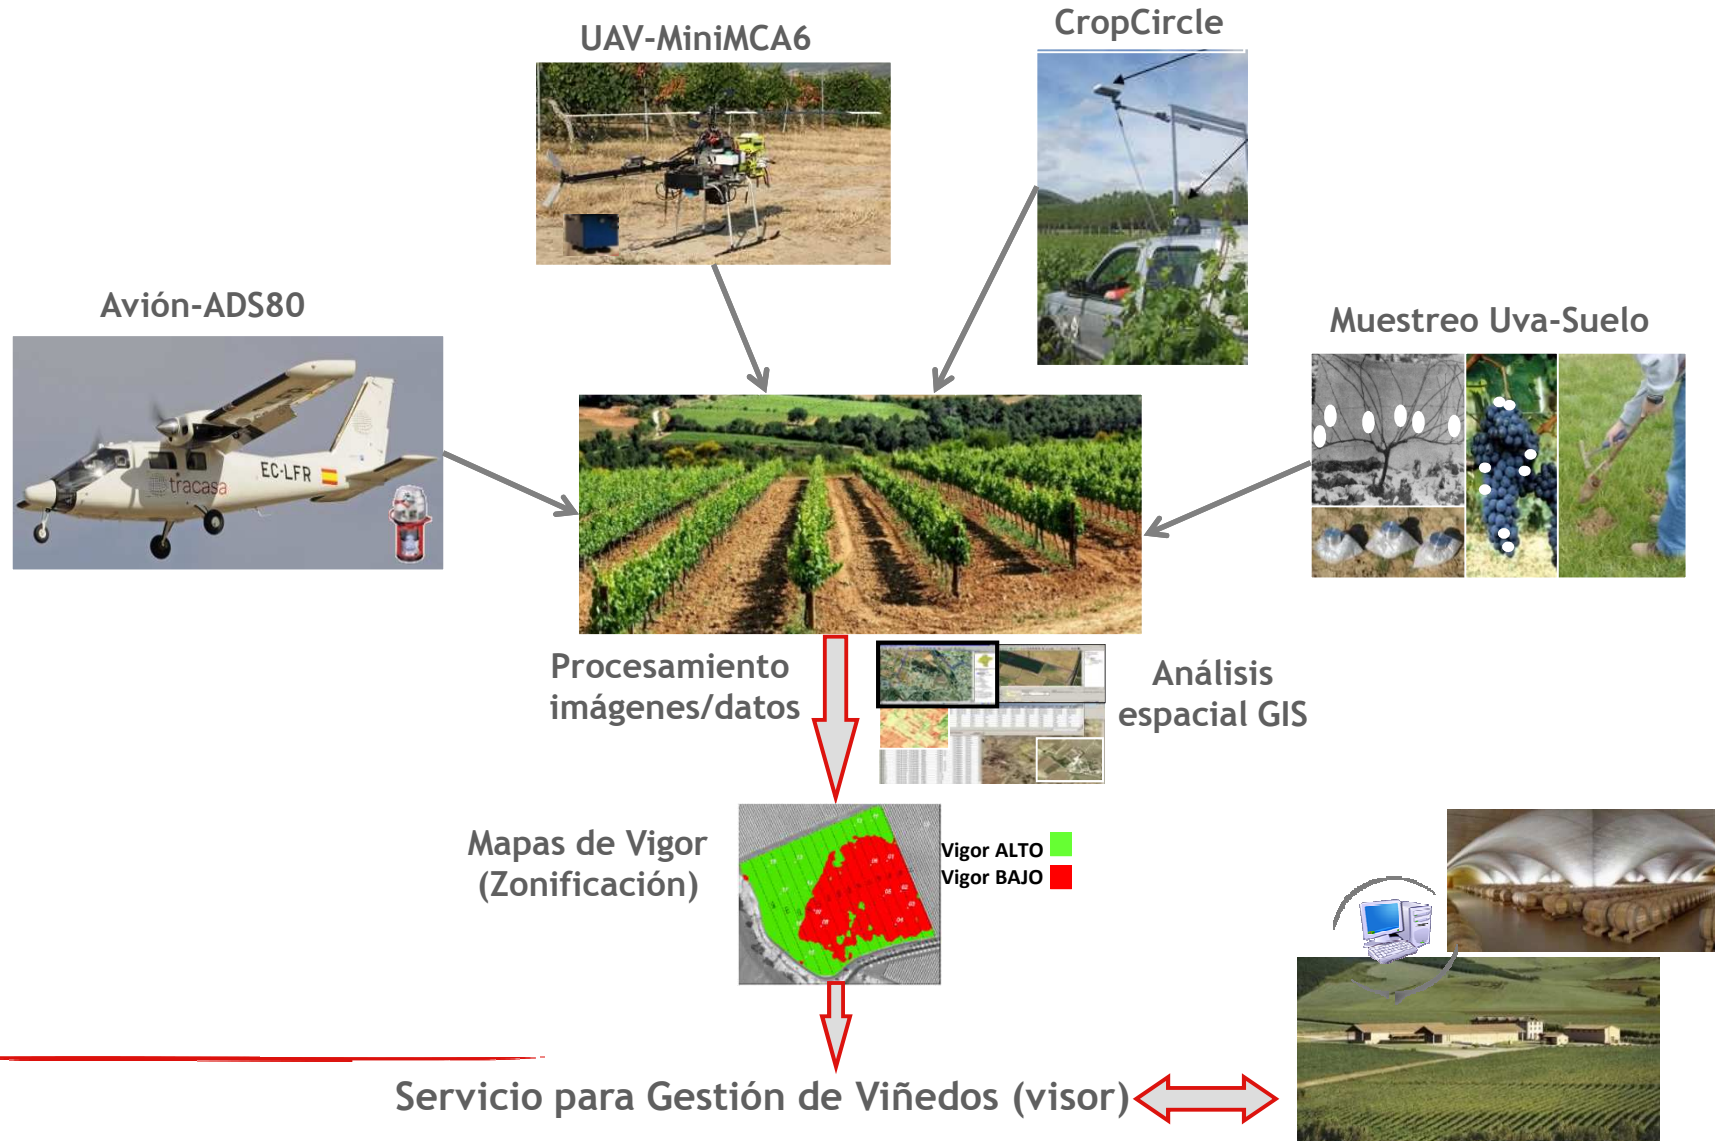 UAV-MiniMCA6
CropCircle
Avión-ADS80
Muestreo Uva-Suelo
EC-LFR
tracasa
Procesamiento
imágenes/datos
Análisis
espacial GIS
Mapas de Vigor
(Zonificación)
Vigor ALTO
Vigor BAJO
Servicio para Gestión de Viñedos (visor)